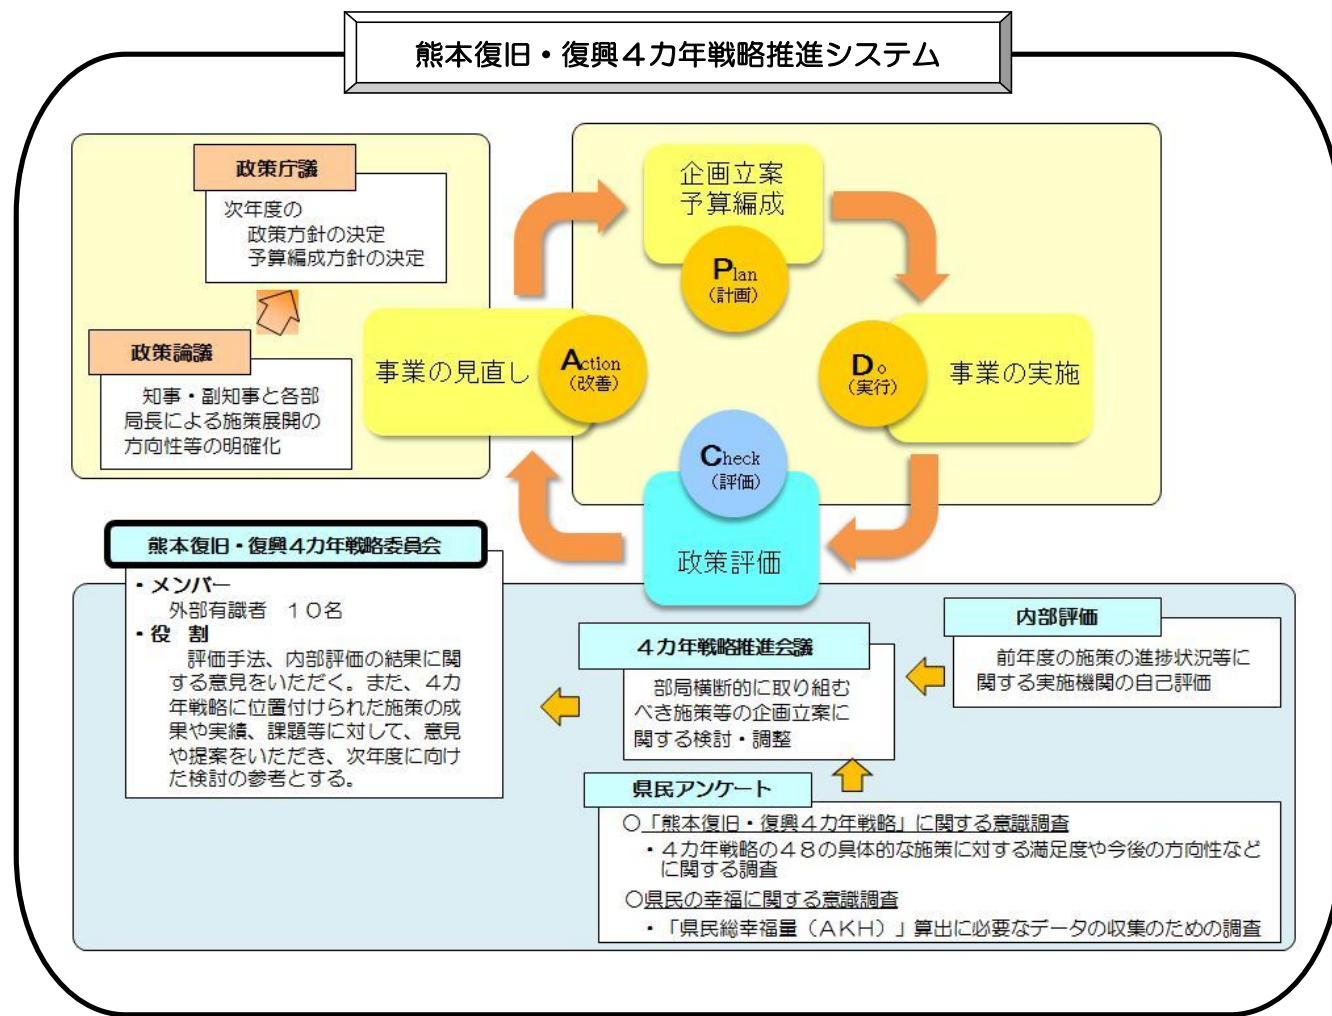 熊本復旧・復興４カ年戦略推進システム
政策庁議
次年度の
政策方針の決定
予算編成方針の決定
政策論議
知事・副知事と各部
局長による施策展開の
方向性等の明確化
企画立案
予算編成
Plan
（計画）
事業の見直し
Action
（改善）
Do
（実行）
事業の実施
Check
（評価）
政策評価
熊本復旧・復興４カ年戦略委員会
・メンバー
外部有識者　１０名
・役　割
評価手法、内部評価の結果に関
する意見をいただく。また、４カ
年戦略に位置付けられた施策の成
果や実績、課題等に対して、意見
や提案をいただき、次年度に向け
た検討の参考とする。
４カ年戦略推進会議
部局横断的に取り組む
べき施策等の企画立案に
関する検討・調整
内部評価
前年度の施策の進捗状況等に
関する実施機関の自己評価
県民アンケート
○「熊本復旧・復興４カ年戦略」に関する意識調査
・４カ年戦略の４８の具体的な施策に対する満足度や今後の方向性など
に関する調査
○県民の幸福に関する意識調査
・「県民総幸福量（ＡＫＨ）」算出に必要なデータの収集のための調査